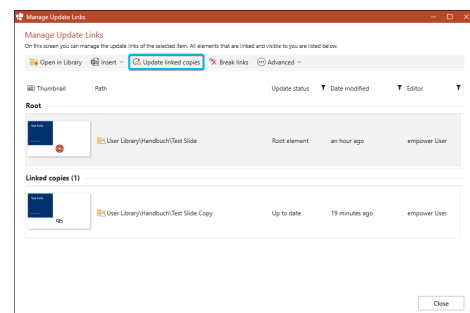 Manage Update Links
Manage Update Links
On this screen you can manage the update links of the selected item. All elements that are linked and visible to you are listed below.
Open in Library Insert Update linked copies Break links Advanced
Thumbnail Path Update status Date modified Editor
Root
Test Folie
User Library\Handbuch\Test Slide Root element an hour ago empower User
Linked copies (1)
Test Folie
User Library\Handbuch\Test Slide Copy Up to date 19 minutes ago empower User
Close